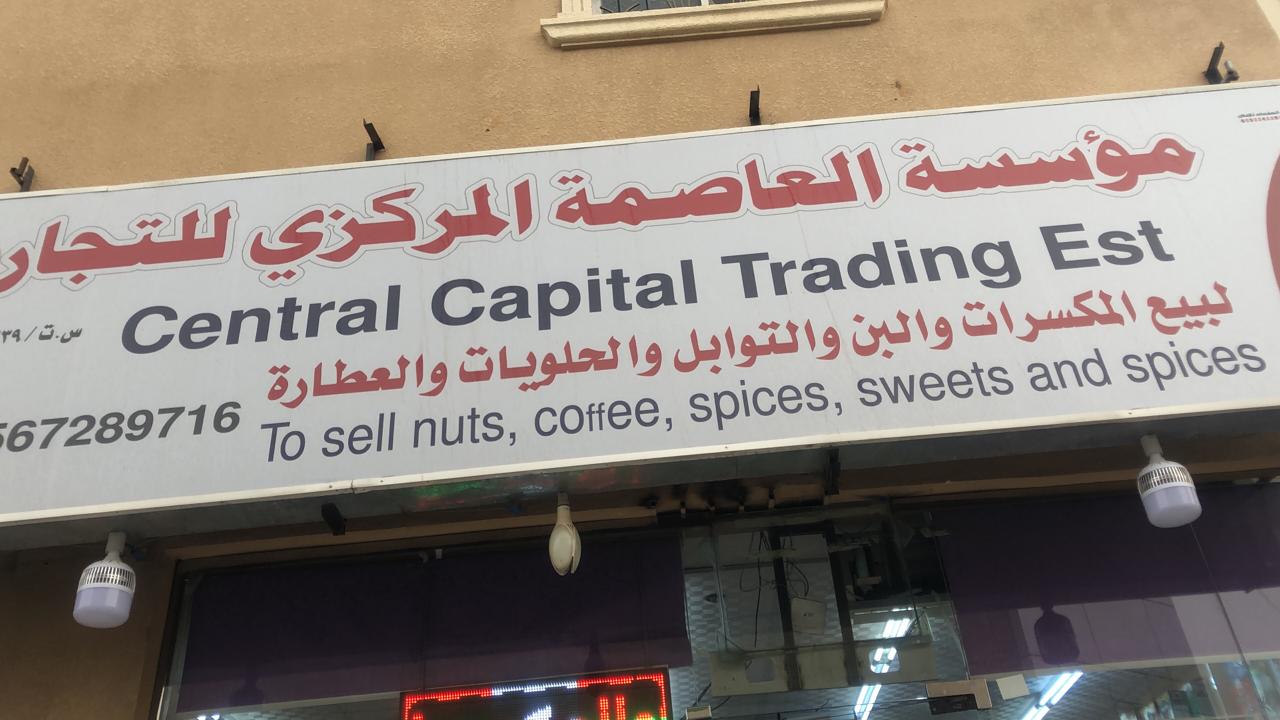 مؤسسة العاصمة المركزي للتجار
Central Capital Trading Est
لبيع المكسرات والبن والتوابل والحلويات والعطارة
To sell nuts, coffee, spices, sweets and spices
س.ت/٣٩
567289716